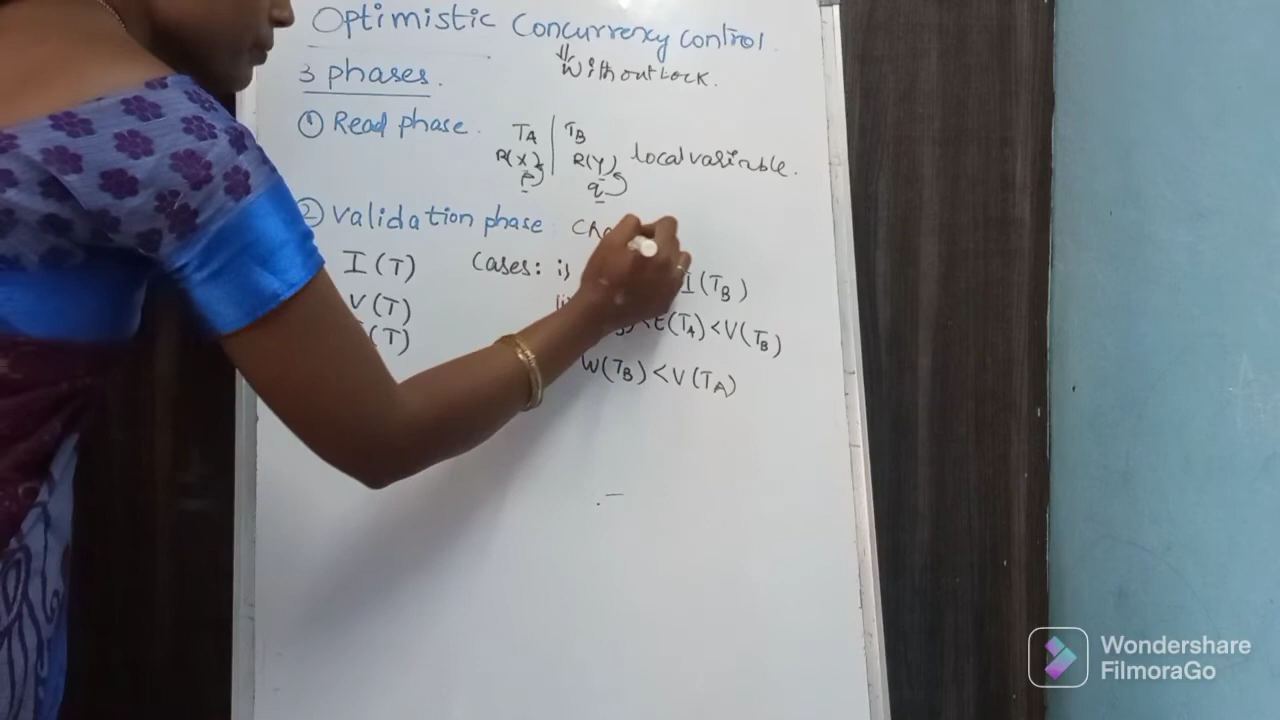 Optimistic Concurrency Control
⇓
Without Lock.
3 phases.
① Read phase.
TA | TB
R(X) R(Y) local variable.
p q
② Validation phase
I(T) Cases: i) I(TB)
V(T)
(T) <E(TA)<V(TB)
W(TB)<V(TA)
Wondershare
FilmoraGo